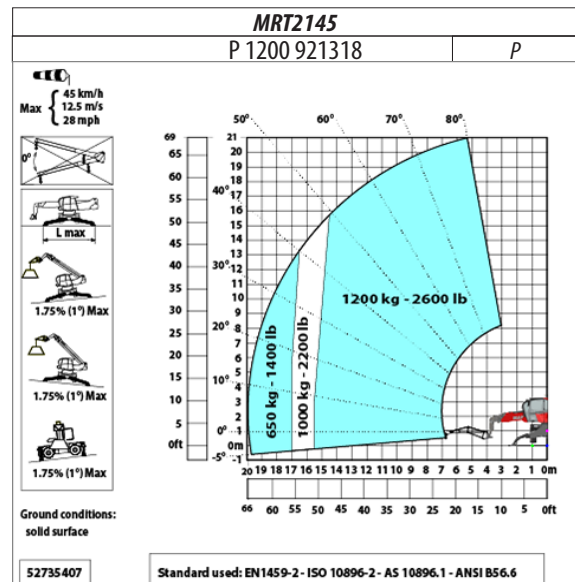 MRT2145
P 1200 921318 P
Max { 45 km/h
12.5 m/s
28 mph
0°
L max
1.75% (1°) Max
1.75% (1°) Max
1.75% (1°) Max
Ground conditions:
solid surface
52735407
50° 60° 70° 80°
40°
30°
20°
10°
0°
-5°
69
65
60
55
50
45
40
35
30
25
20
15
10
5
0ft
21
20
19
18
17
16
15
14
13
12
11
10
9
8
7
6
5
4
3
2
1
0m
-1
650 kg - 1400 lb
1000 kg - 2200 lb
1200 kg - 2600 lb
20 19 18 17 16 15 14 13 12 11 10 9 8 7 6 5 4 3 2 1 0m
66 60 55 50 45 40 35 30 25 20 15 10 5 0ft
Standard used: EN1459-2 - ISO 10896-2 - AS 10896.1 - ANSI B56.6